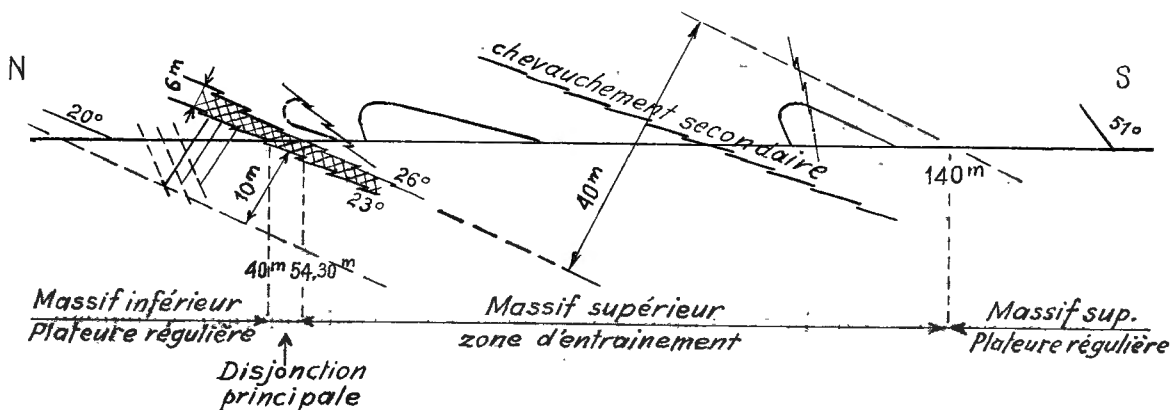 N
S
6m
20°
10m
23°
26°
chevauchement secondaire
40m
51°
140m
40m 54,30m
Massif inférieur
Plateure régulière
Massif supérieur
zone d'entrainement
Massif sup.
Plateure régulière
Disjonction
principale